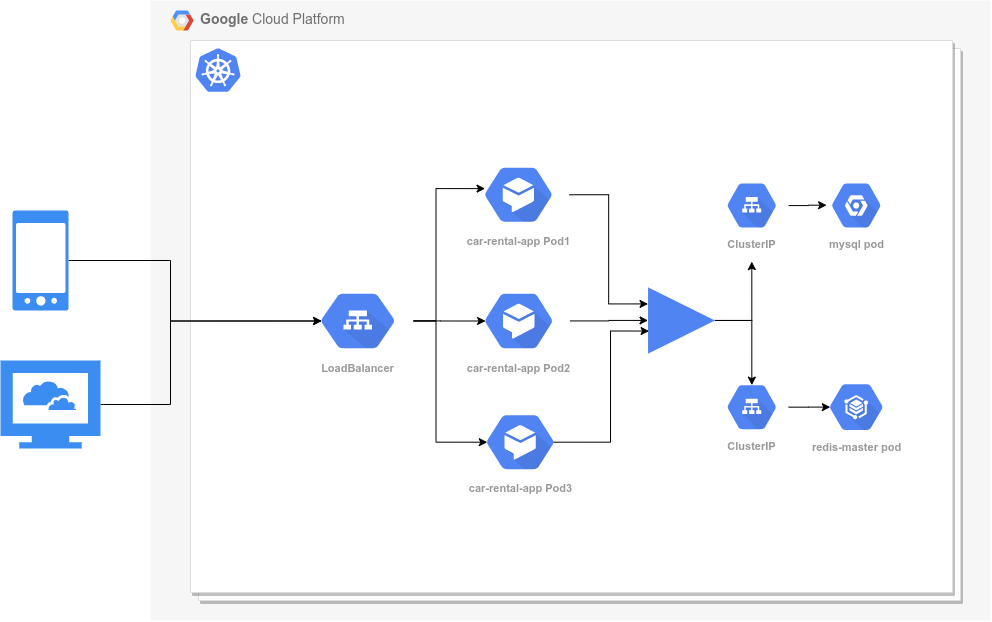 Google Cloud Platform
car-rental-app Pod1
ClusterIP
mysql pod
LoadBalancer
car-rental-app Pod2
ClusterIP
redis-master pod
car-rental-app Pod3